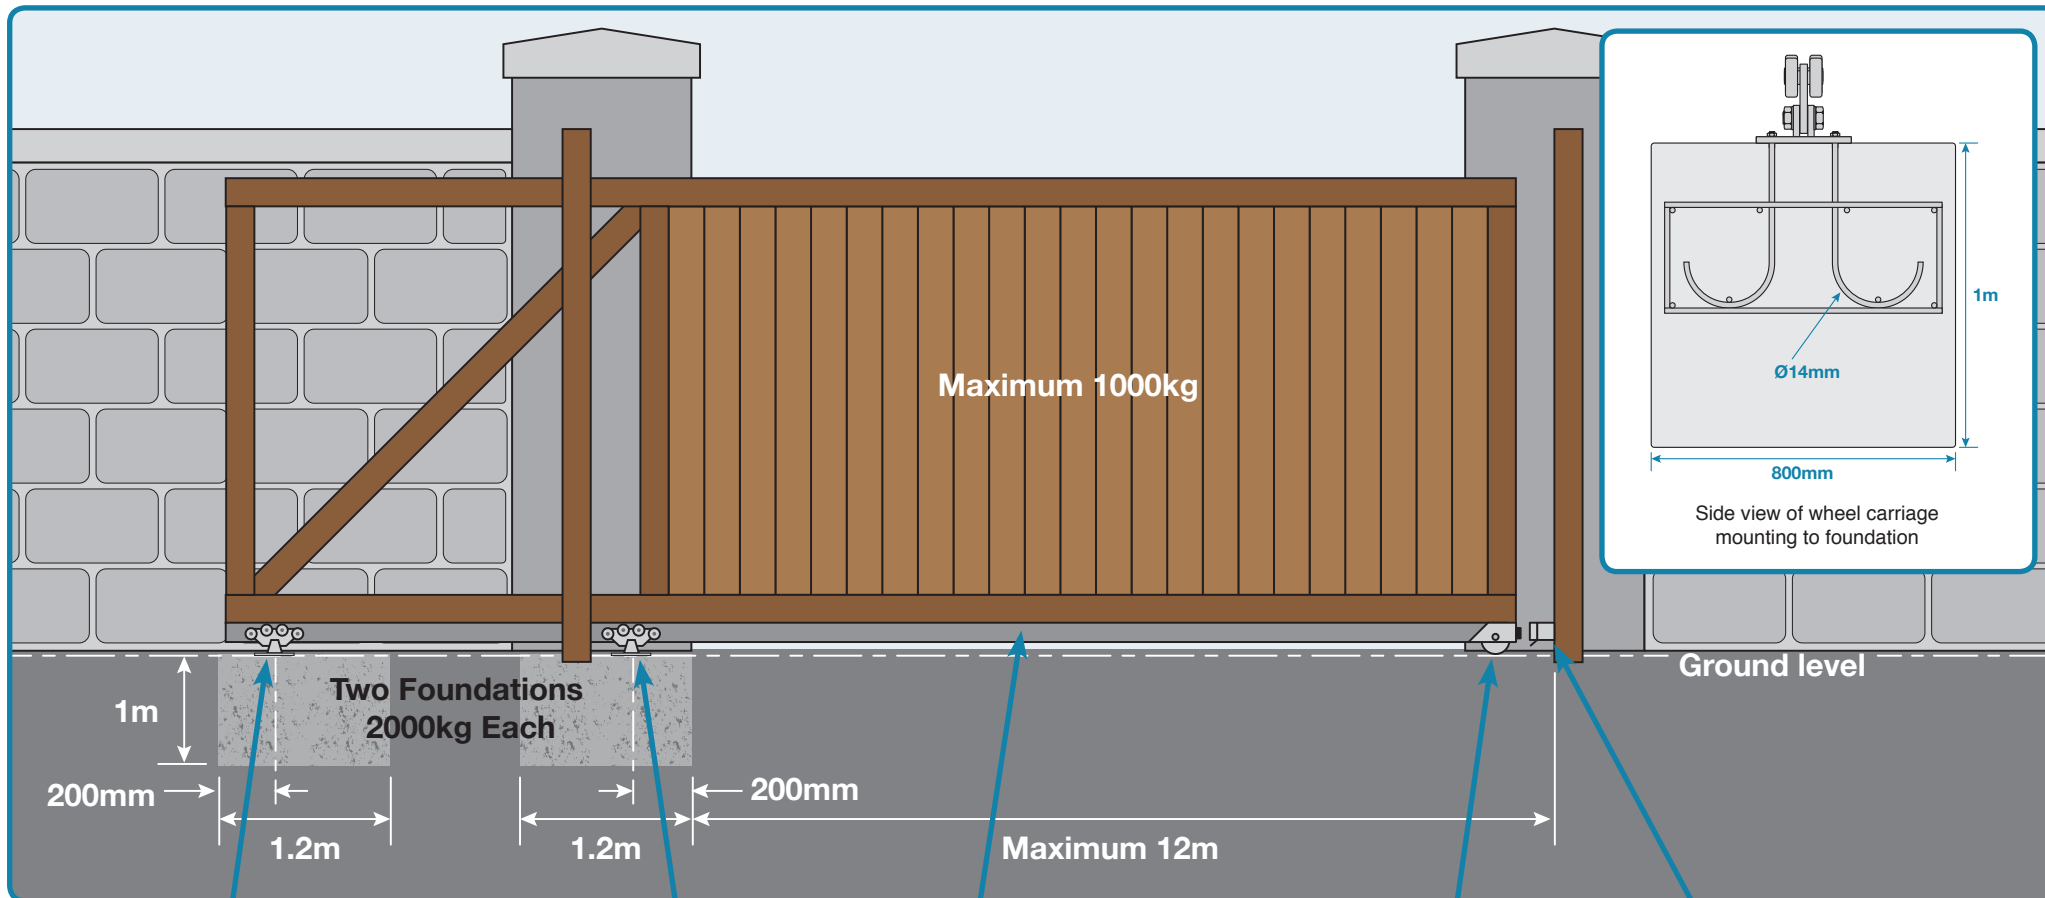 Maximum 1000kg
Ø14mm
1m
800mm
Side view of wheel carriage
mounting to foundation
Ground level
Two Foundations
2000kg Each
1m
200mm
200mm
1.2m
1.2m
Maximum 12m